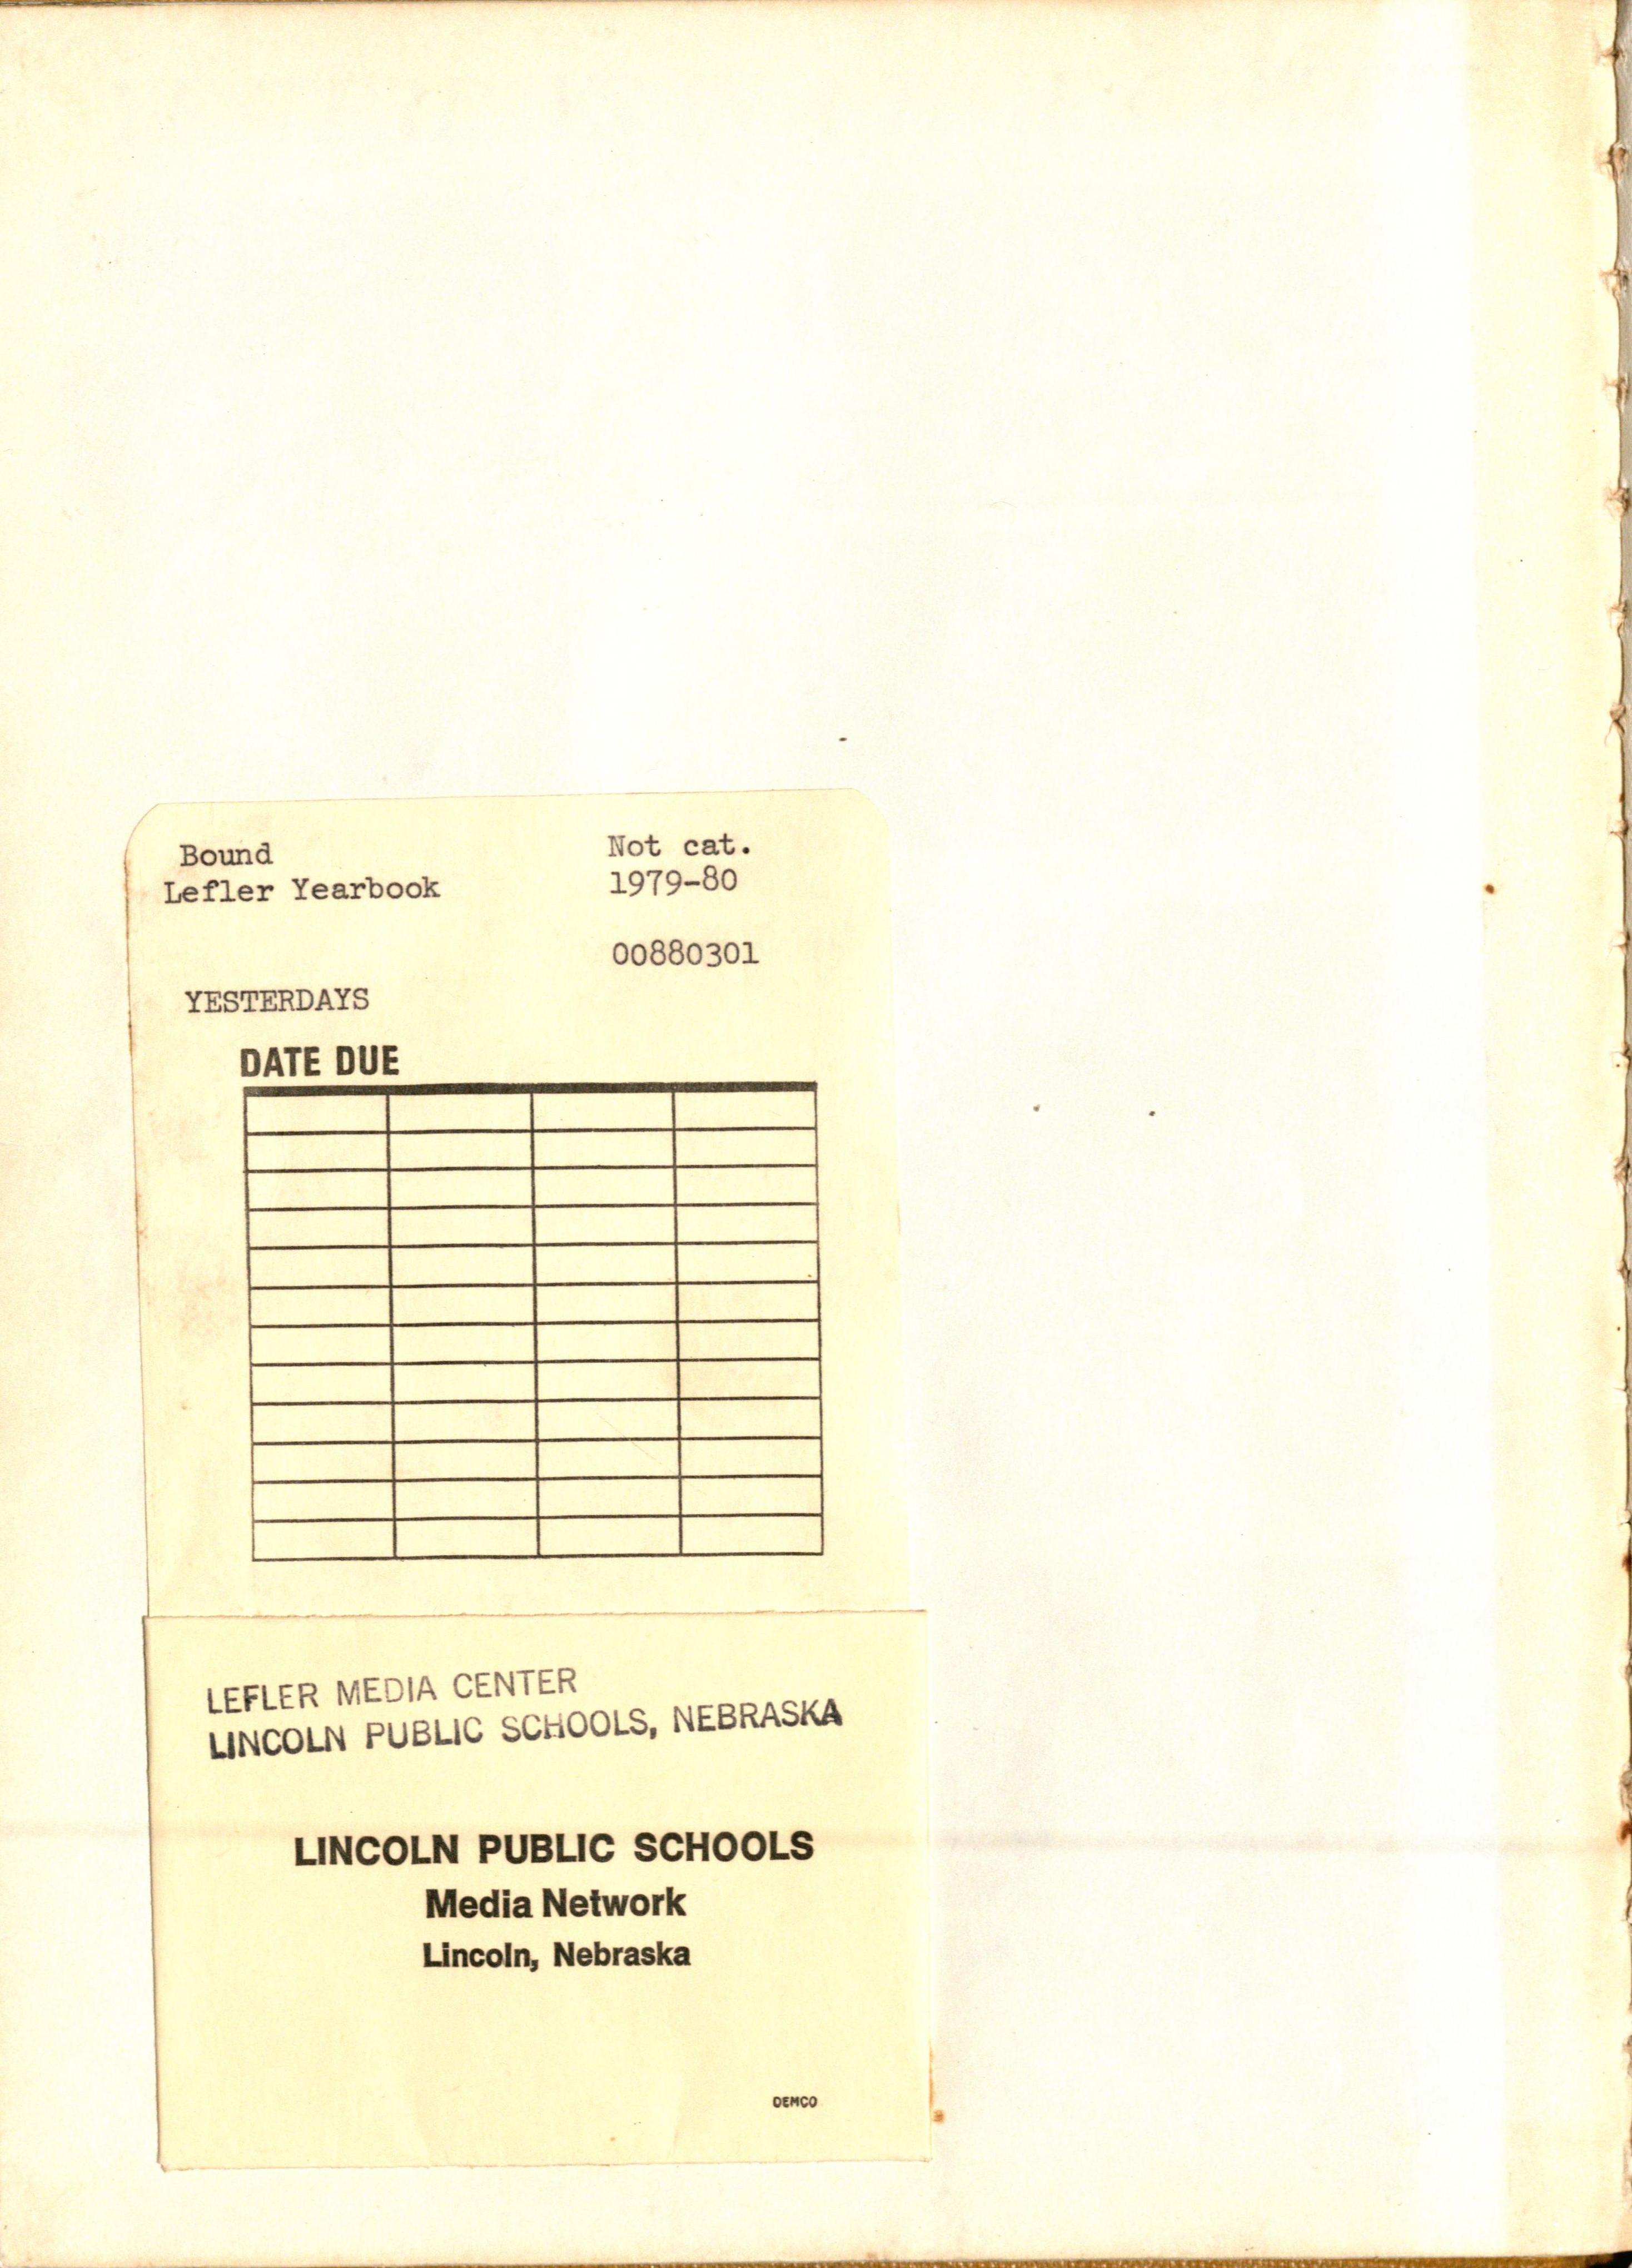 Bound Not cat.
Lefler Yearbook 1979-80
00880301
YESTERDAYS
DATE DUE
LEFLER MEDIA CENTER
LINCOLN PUBLIC SCHOOLS, NEBRASKA
LINCOLN PUBLIC SCHOOLS
Media Network
Lincoln, Nebraska
DEMCO